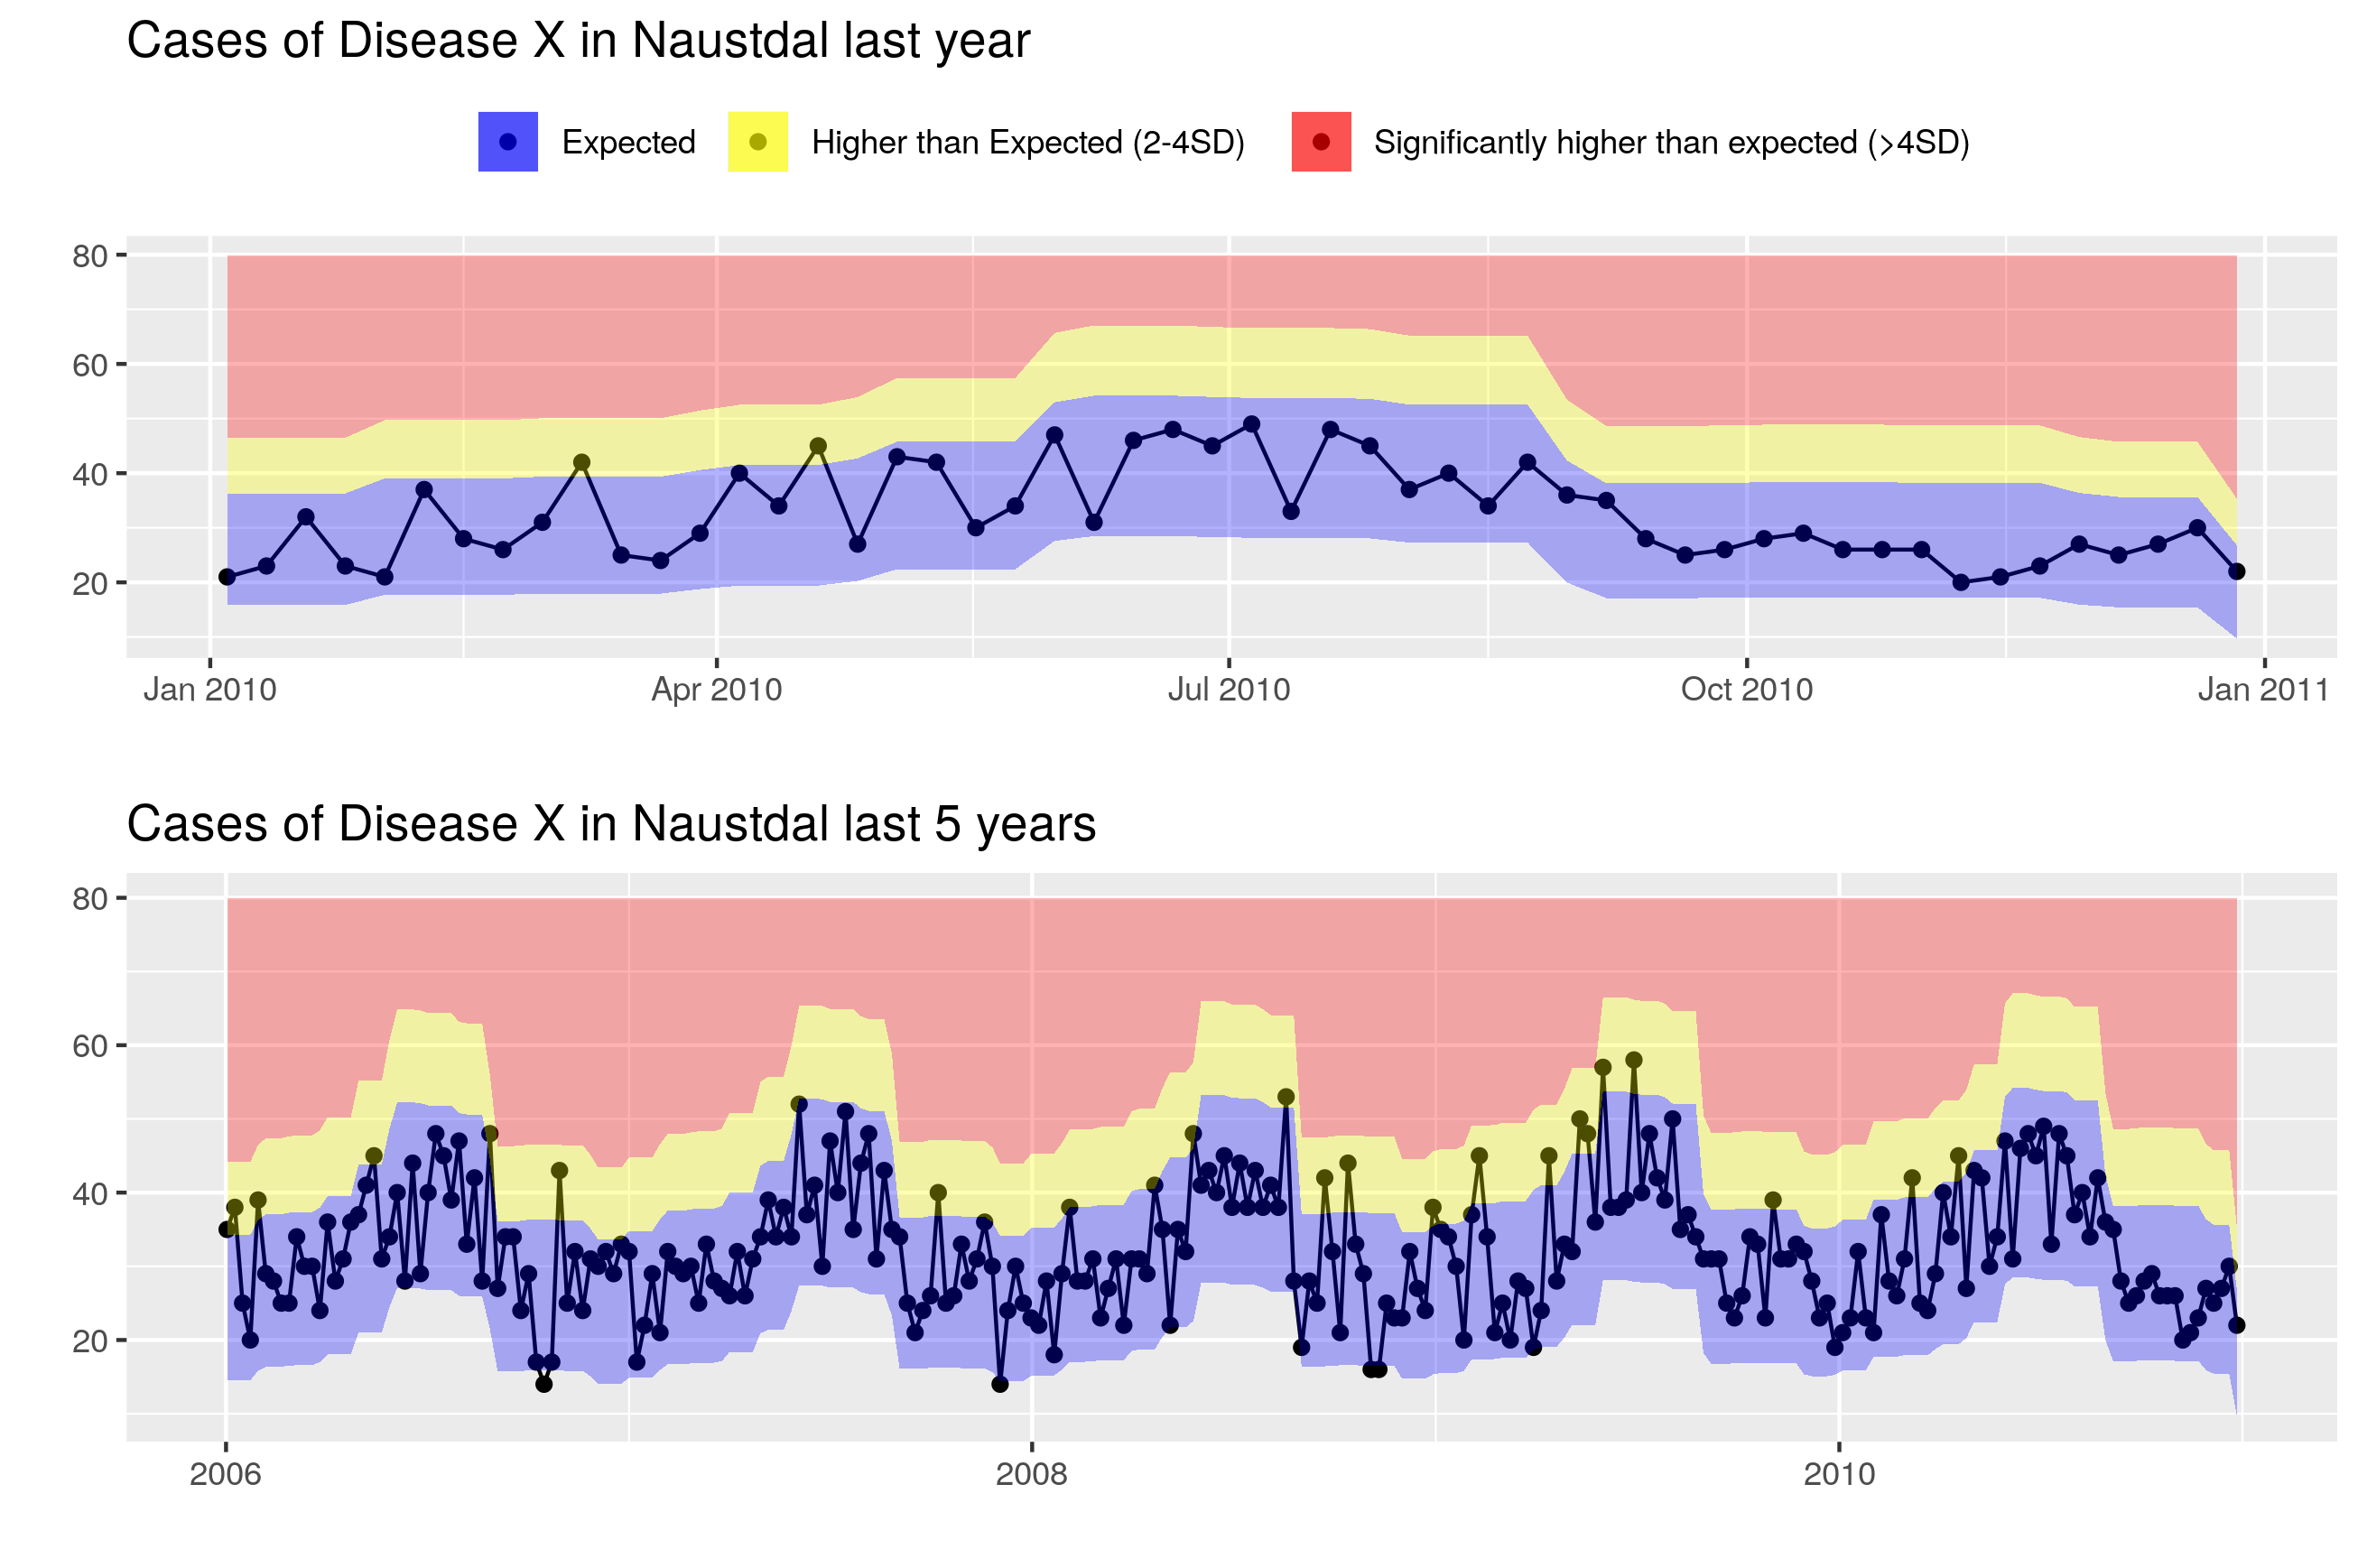 Cases of Disease X in Naustdal last year
Expected Higher than Expected (2-4SD) Significantly higher than expected (>4SD)
80
60
40
20
Jan 2010 Apr 2010 Jul 2010 Oct 2010 Jan 2011
Cases of Disease X in Naustdal last 5 years
80
60
40
20
2006 2008 2010